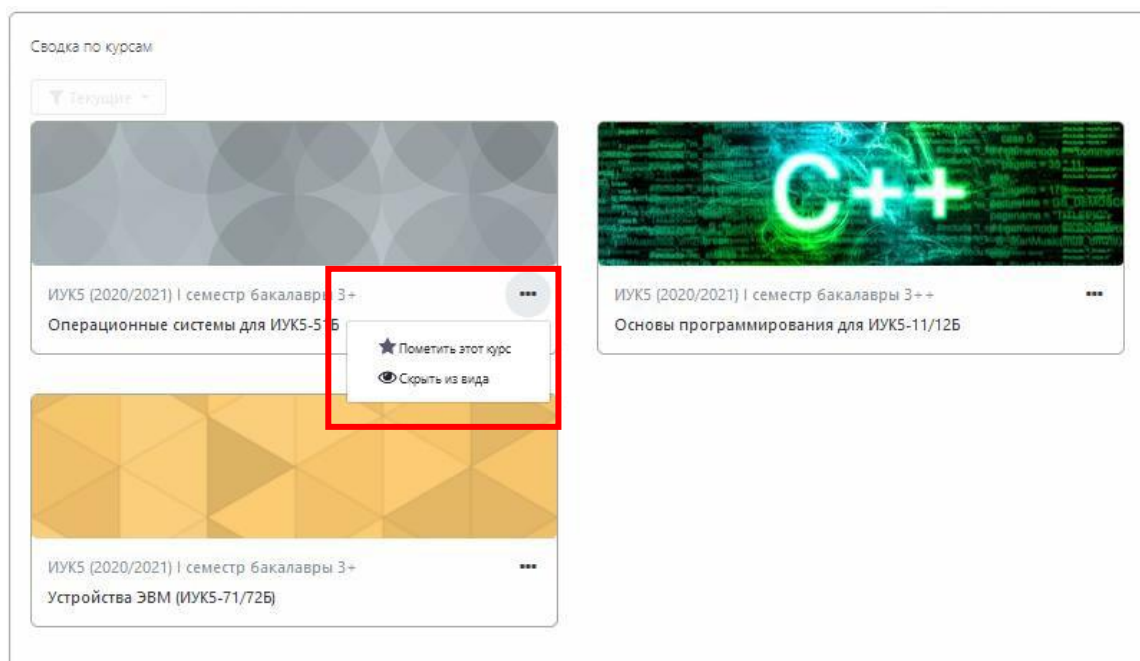 Сводка по курсам
Текущие
C++
ИУК5 (2020/2021) I семестр бакалавры 3+
Операционные системы для ИУК5-51Б
Пометить этот курс
Скрыть из вида
ИУК5 (2020/2021) I семестр бакалавры 3++
Основы программирования для ИУК5-11/12Б
ИУК5 (2020/2021) I семестр бакалавры 3+
Устройства ЭВМ (ИУК5-71/72Б)